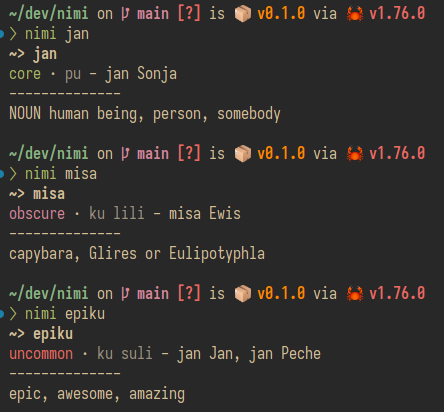 ~/dev/nimi on main [?] is 📦 v0.1.0 via 🦀 v1.76.0
❯ nimi jan
~> jan
core · pu – jan Sonja
--------------
NOUN human being, person, somebody
~/dev/nimi on main [?] is 📦 v0.1.0 via 🦀 v1.76.0
❯ nimi misa
~> misa
obscure · ku lili – misa Ewis
--------------
capybara, Glires or Eulipotyphla
~/dev/nimi on main [?] is 📦 v0.1.0 via 🦀 v1.76.0
❯ nimi epiku
~> epiku
uncommon · ku suli – jan Jan, jan Peche
--------------
epic, awesome, amazing